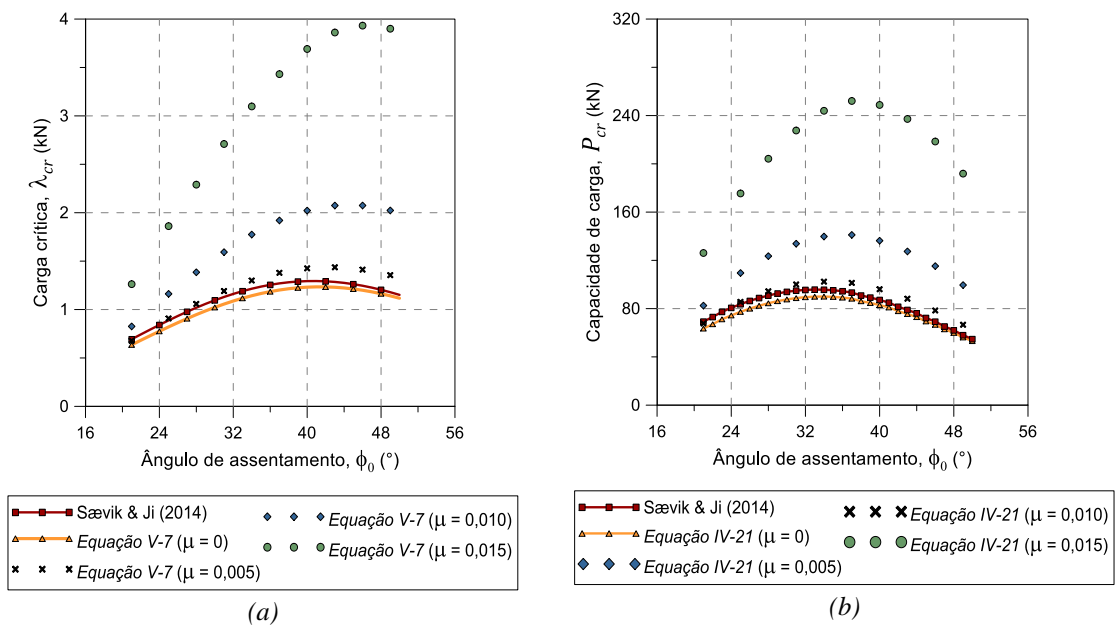 4
3
2
1
0
Carga crítica, λcr (kN)
16 24 32 40 48 56
Ângulo de assentamento, ϕ0 (°)
Sævik & Ji (2014)
Equação V-7 (μ = 0)
Equação V-7 (μ = 0,005)
Equação V-7 (μ = 0,010)
Equação V-7 (μ = 0,015)
(a)
320
240
160
80
0
Capacidade de carga, Pcr (kN)
16 24 32 40 48 56
Ângulo de assentamento, ϕ0 (°)
Sævik & Ji (2014)
Equação IV-21 (μ = 0)
Equação IV-21 (μ = 0,005)
Equação IV-21 (μ = 0,010)
Equação IV-21 (μ = 0,015)
(b)